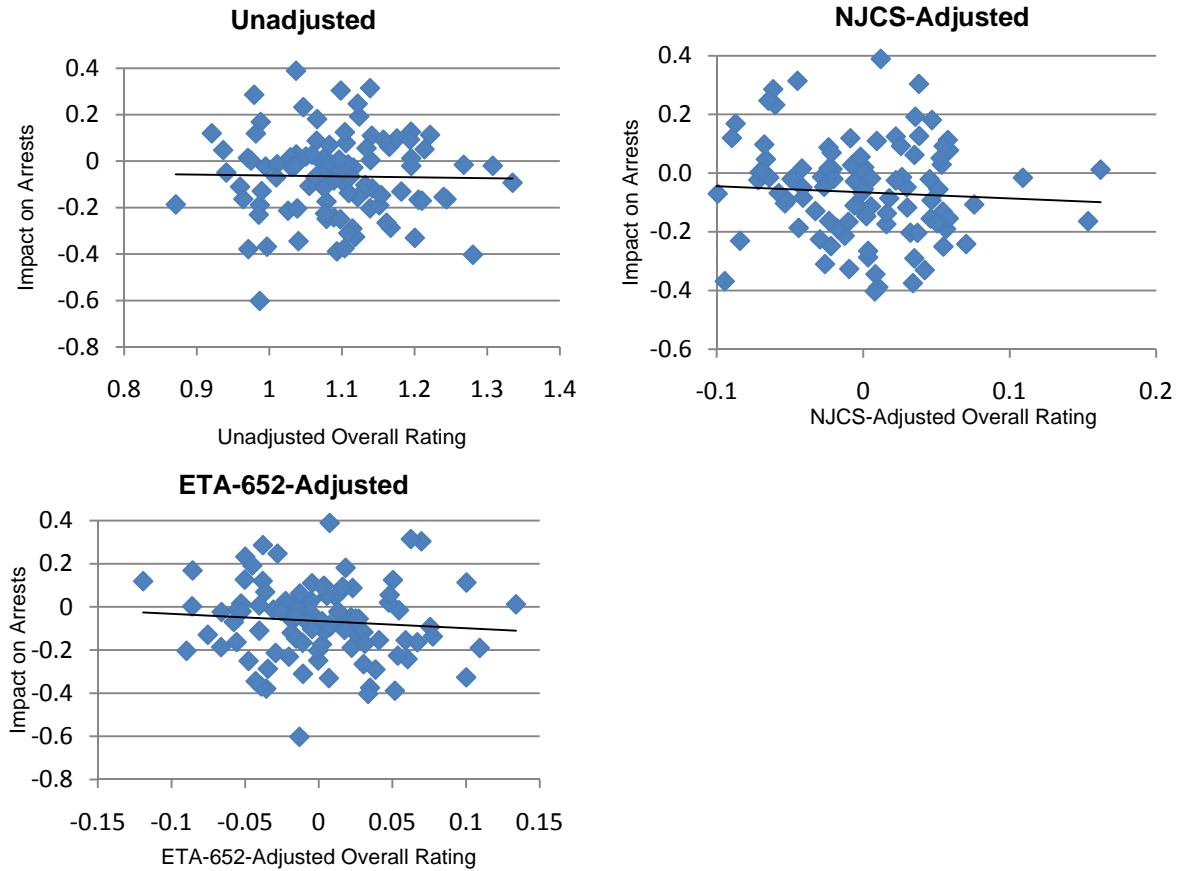 Unadjusted
0.4
0.2
0
-0.2
-0.4
-0.6
-0.8
Impact on Arrests
0.8 0.9 1 1.1 1.2 1.3 1.4
Unadjusted Overall Rating
NJCS-Adjusted
0.4
0.2
0.0
-0.2
-0.4
-0.6
Impact on Arrests
-0.1 0 0.1 0.2
NJCS-Adjusted Overall Rating
ETA-652-Adjusted
0.4
0.2
0
-0.2
-0.4
-0.6
-0.8
Impact on Arrests
-0.15 -0.1 -0.05 0 0.05 0.1 0.15
ETA-652-Adjusted Overall Rating